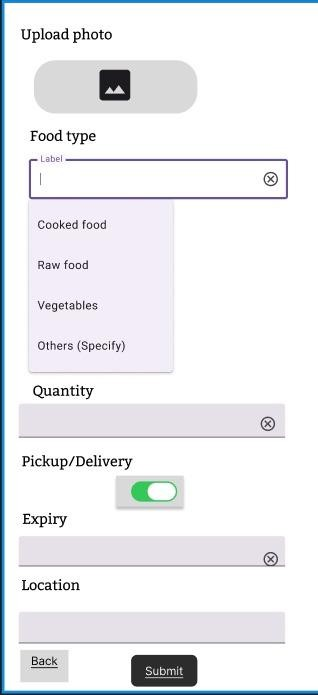 Upload photo
Food type
Label
Cooked food
Raw food
Vegetables
Others (Specify)
Quantity
Pickup/Delivery
Expiry
Location
Back
Submit